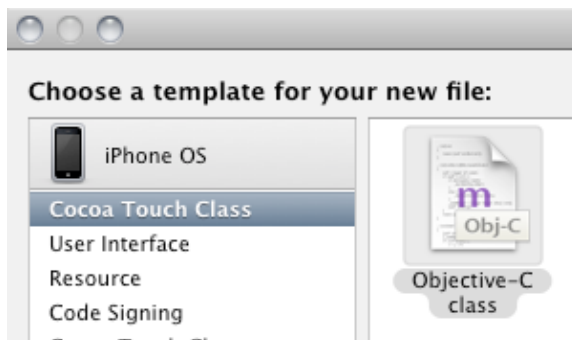 Choose a template for your new file:
iPhone OS
Cocoa Touch Class
User Interface
Resource
Code Signing
m
Obj-C
Objective-C
class